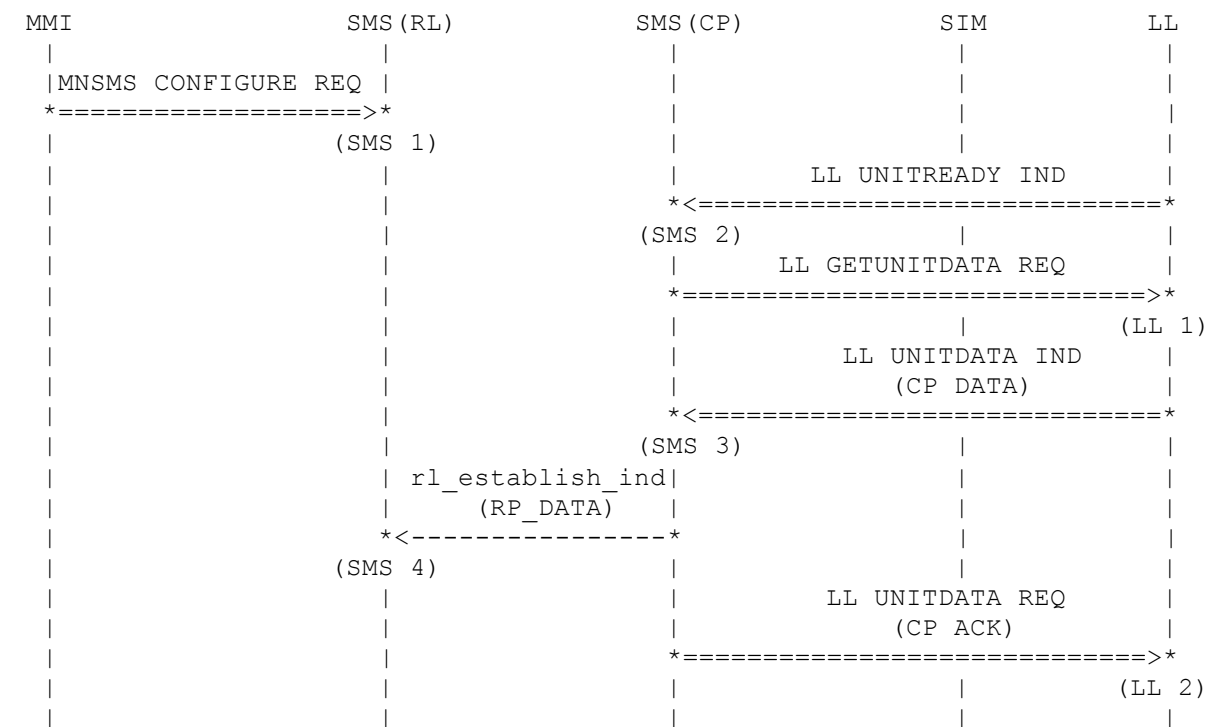 MMI SMS(RL) SMS(CP) SIM LL
MNSMS CONFIGURE REQ
(SMS 1)
LL UNITREADY IND
(SMS 2)
LL GETUNITDATA REQ
(LL 1)
LL UNITDATA IND
(CP DATA)
(SMS 3)
rl_establish_ind
(RP_DATA)
(SMS 4)
LL UNITDATA REQ
(CP ACK)
(LL 2)